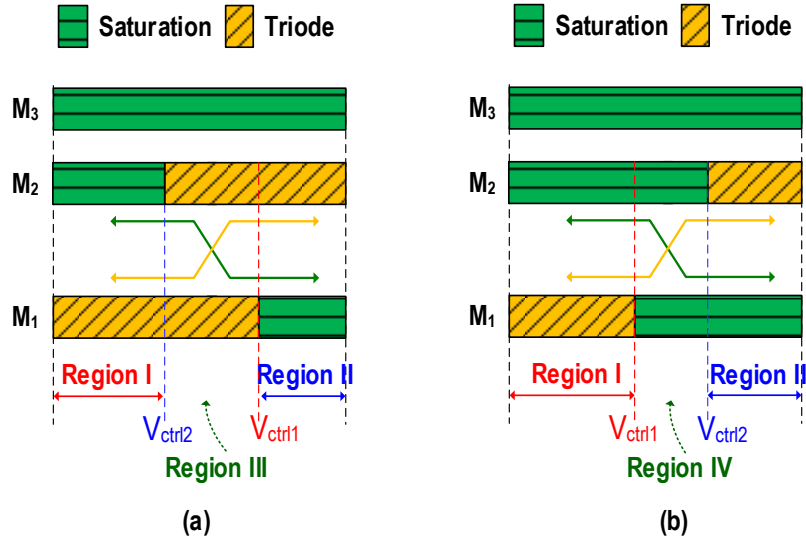 Saturation Triode
M3
M2
M1
Region I
Region II
Vctrl2
Vctrl1
Region III
(a)
Saturation Triode
M3
M2
M1
Region I
Region II
Vctrl1
Vctrl2
Region IV
(b)